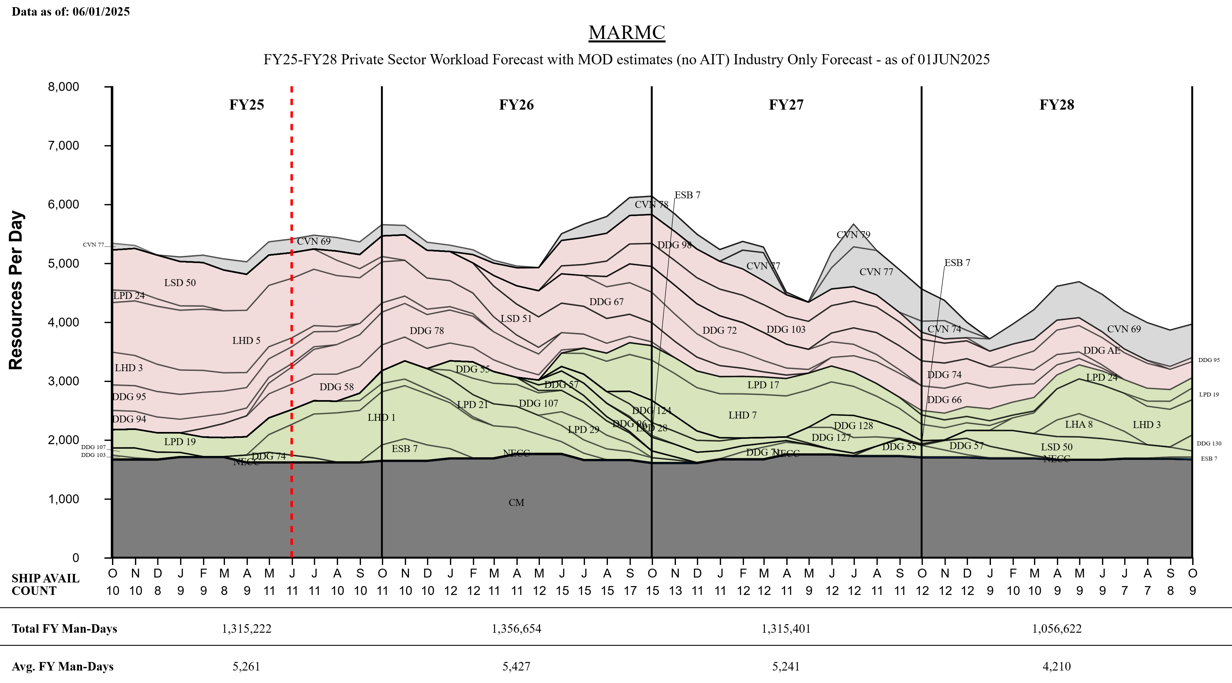 Data as of: 06/01/2025
MARMC
FY25-FY28 Private Sector Workload Forecast with MOD estimates (no AIT) Industry Only Forecast - as of 01JUN2025
Resources Per Day
8,000
7,000
6,000
5,000
4,000
3,000
2,000
1,000
0
FY25
FY26
FY27
FY28
CVN 77
LPD 24
LSD 50
CVN 69
LHD 5
LHD 3
DDG 95
DDG 94
LPD 19
DDG 107
DDG 103
NECC
DDG 74
DDG 58
LHD 1
DDG 78
DDG 55
LPD 21
ESB 7
LSD 51
DDG 57
DDG 107
LPD 29
NECC
CM
DDG 67
CVN 78
ESB 7
DDG 98
DDG 124
LPD 28
DDG 72
CVN 77
DDG 103
LPD 17
LHD 7
NECC
CVN 79
CVN 77
DDG 128
DDG 127
DDG 55
ESB 7
CVN 74
DDG 74
DDG 66
DDG 57
CVN 69
DDG AE
LPD 24
LHA 8
LHD 3
LSD 50
NECC
DDG 95
LPD 19
DDG 130
ESB 7
O N D J F M A M J J A S O N D J F M A M J J A S O N D J F M A M J J A S O N D J F M A M J J A S O
SHIP AVAIL COUNT
10 10 8 9 9 8 9 11 11 11 10 9 11 10 10 12 12 11 11 12 15 15 15 17 15 13 11 12 12 11 9 11 12 11 11 12 12 12 12 9 10 10 9 9 9 7 7 8 9
Total FY Man-Days 1,315,222 1,356,654 1,315,401 1,056,622
Avg. FY Man-Days 5,261 5,427 5,241 4,210